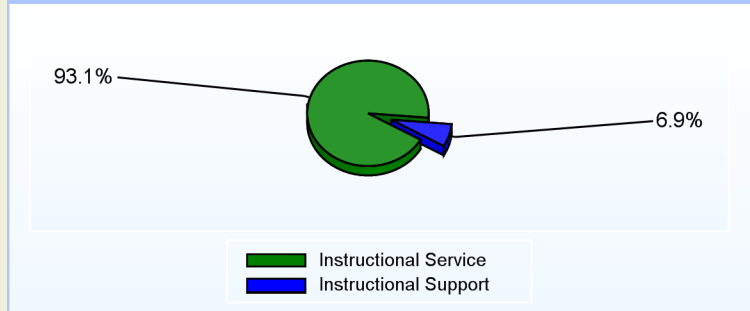 93.1%
6.9%
Instructional Service
Instructional Support